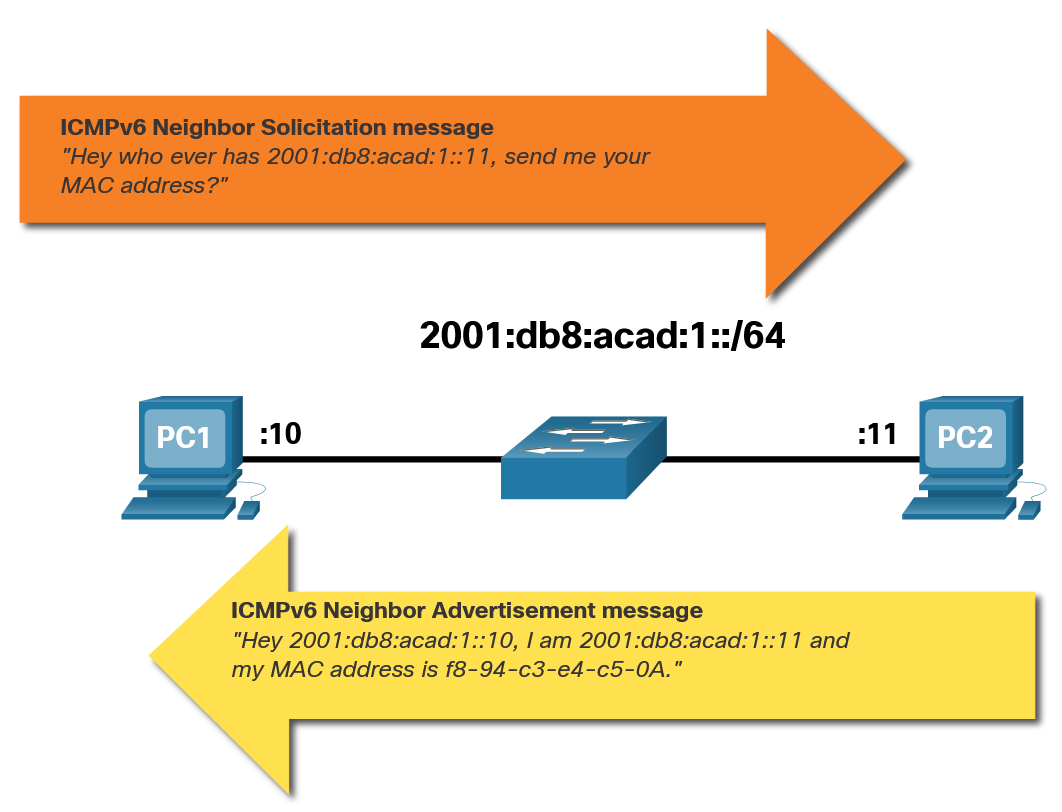 ICMPv6 Neighbor Solicitation message
"Hey who ever has 2001:db8:acad:1::11, send me your
MAC address?"
2001:db8:acad:1::/64
PC1
:10
:11
PC2
ICMPv6 Neighbor Advertisement message
"Hey 2001:db8:acad:1::10, I am 2001:db8:acad:1::11 and
my MAC address is f8-94-c3-e4-c5-0A."